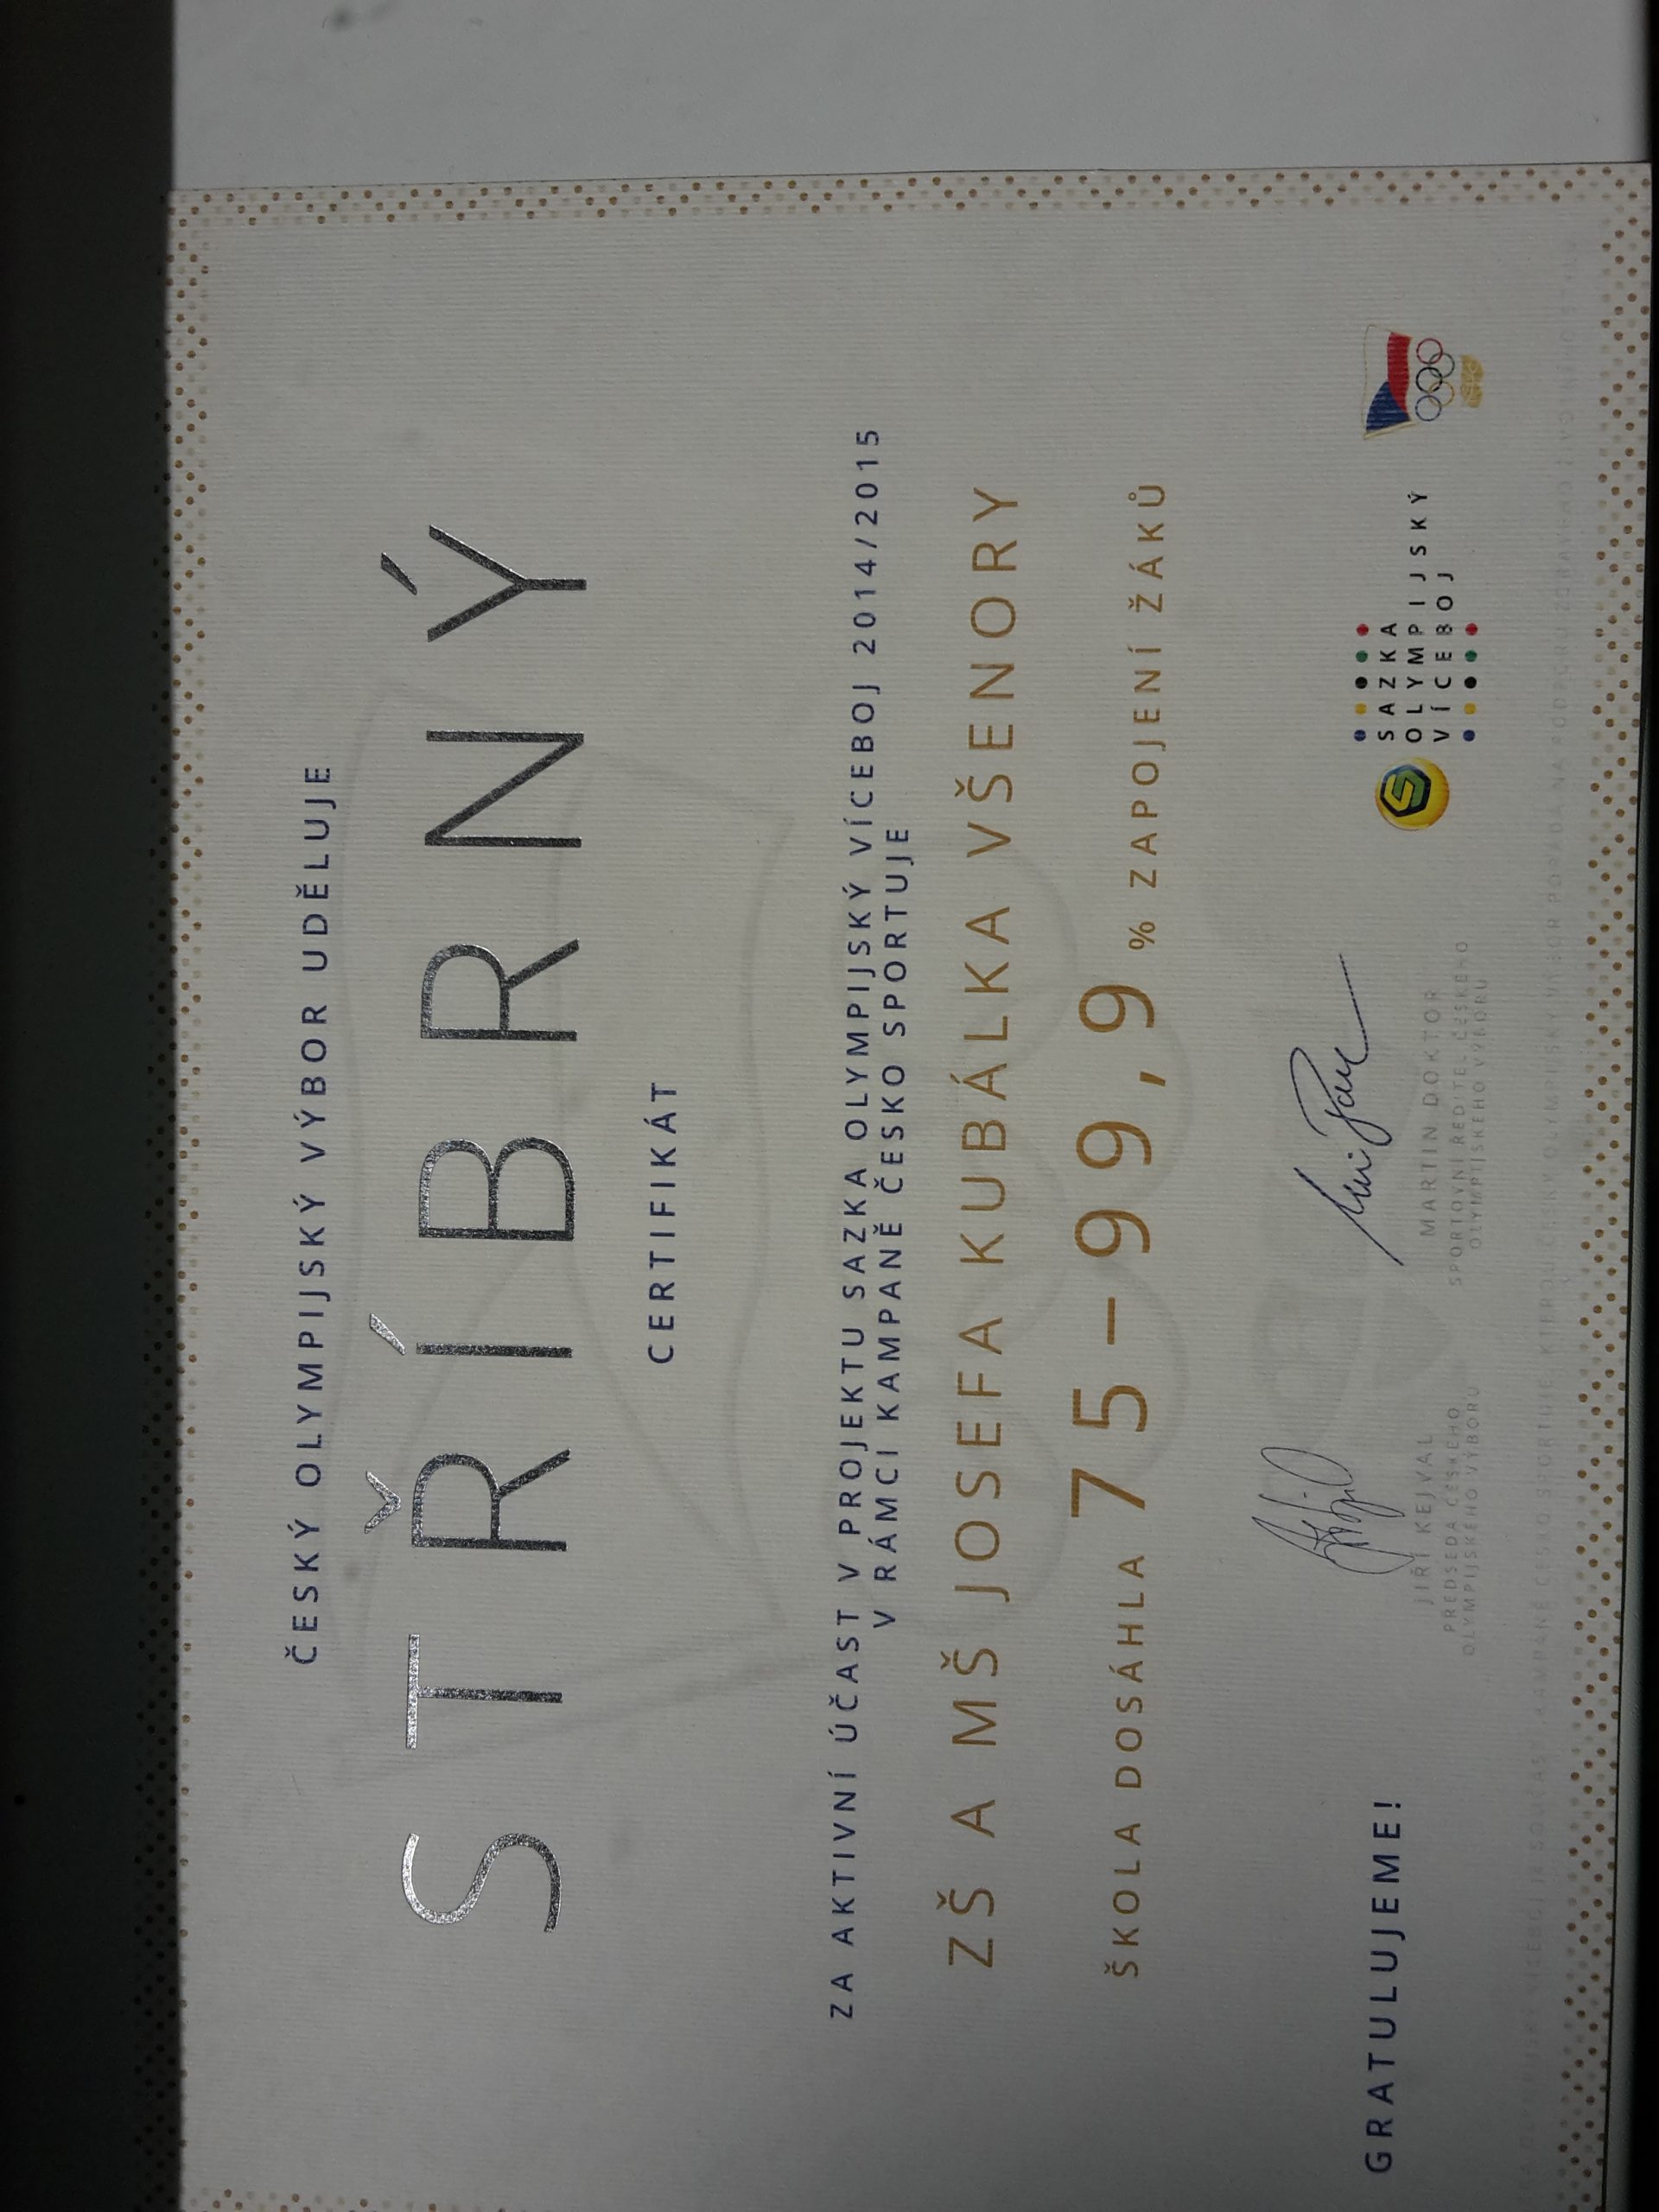 ČESKÝ OLYMPIJSKÝ VÝBOR UDĚLUJE
STŘÍBRNÝ
CERTIFIKÁT
ZA AKTIVNÍ ÚČAST V PROJEKTU SAZKA OLYMPIJSKÝ VÍCEBOJ 2014/2015
V RÁMCI KAMPANĚ ČESKO SPORTUJE
ZŠ A MŠ JOSEFA KUBÁLKA VŠENORY
ŠKOLA DOSÁHLA 75-99,9 % ZAPOJENÍ ŽÁKŮ
GRATULUJEME!
JIŘÍ KEJVAL
PŘEDSEDA ČESKÉHO
OLYMPIJSKÉHO VÝBORU
MARTIN DOKTOR
SPORTOVNÍ ŘEDITEL ČESKÉHO
OLYMPIJSKÉHO VÝBORU
SAZKA
OLYMPIJSKÝ
VÍCEBOJ